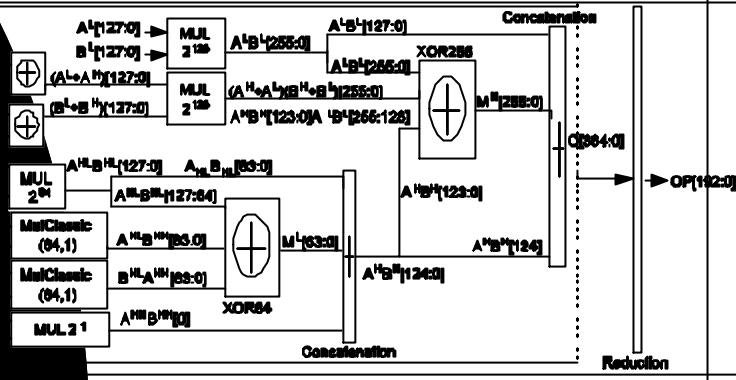 Concatenation
A^L[127:0]
B^L[127:0]
MUL
2^128
A^LB^L[255:0]
A^LB^L[127:0]
A^LB^L[255:0]
XOR256
(A^L+A^H)[127:0]
MUL
2^128
(A^H+A^L)(B^H+B^L)[255:0]
(B^L+B^H)[127:0]
A^HB^H[123:0]A^LB^L[255:128]
M^H[255:0]
C[384:0]
MUL
2^64
A^HLB^HL[127:0]
A_HLB_HL[63:0]
A^HLB^HL[127:64]
A^HB^H[123:0]
OP[192:0]
MulClassic
(64,1)
A^HLB^HH[63:0]
M^L[63:0]
A^HB^H[124]
MulClassic
(64,1)
B^HLA^HH[63:0]
A^HB^H[124:0]
XOR64
MUL 2^1
A^HHB^HH[0]
Concatenation
Reduction